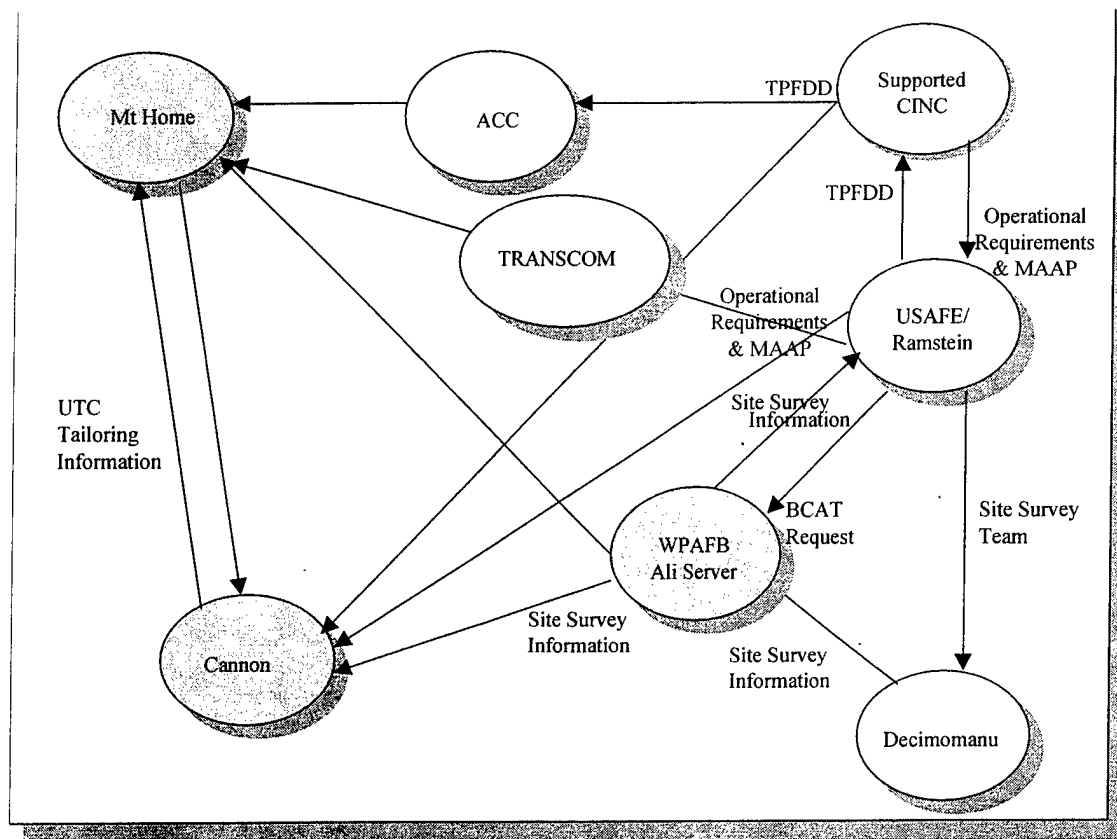 TPFDD
Supported
CINC
Mt Home
ACC
TPFDD
Operational
Requirements
& MAAP
TRANSCOM
Operational
Requirements
& MAAP
USAFE/
Ramstein
UTC
Tailoring
Information
Site Survey
Information
BCAT
Request
Site Survey
Team
WPAFB
Ali Server
Site Survey
Information
Cannon
Site Survey
Information
Decimomanu